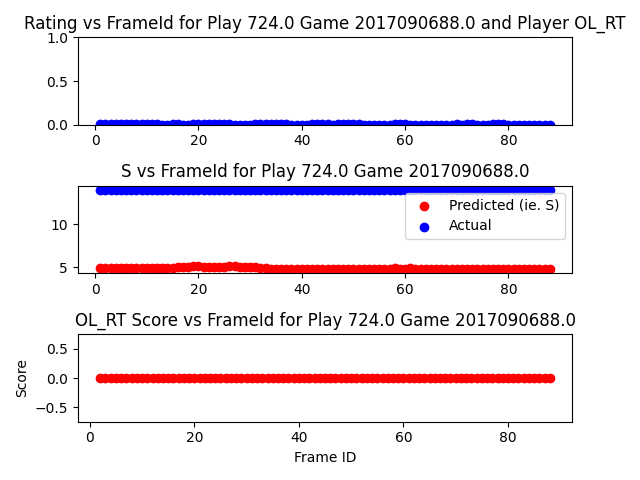 Rating vs FrameId for Play 724.0 Game 2017090688.0 and Player OL_RT
1.0
0.5
0.0
0 20 40 60 80
S vs FrameId for Play 724.0 Game 2017090688.0
Predicted (ie. S)
Actual
10
5
0 20 40 60 80
OL_RT Score vs FrameId for Play 724.0 Game 2017090688.0
Score
0.5
0.0
−0.5
0 20 40 60 80
Frame ID